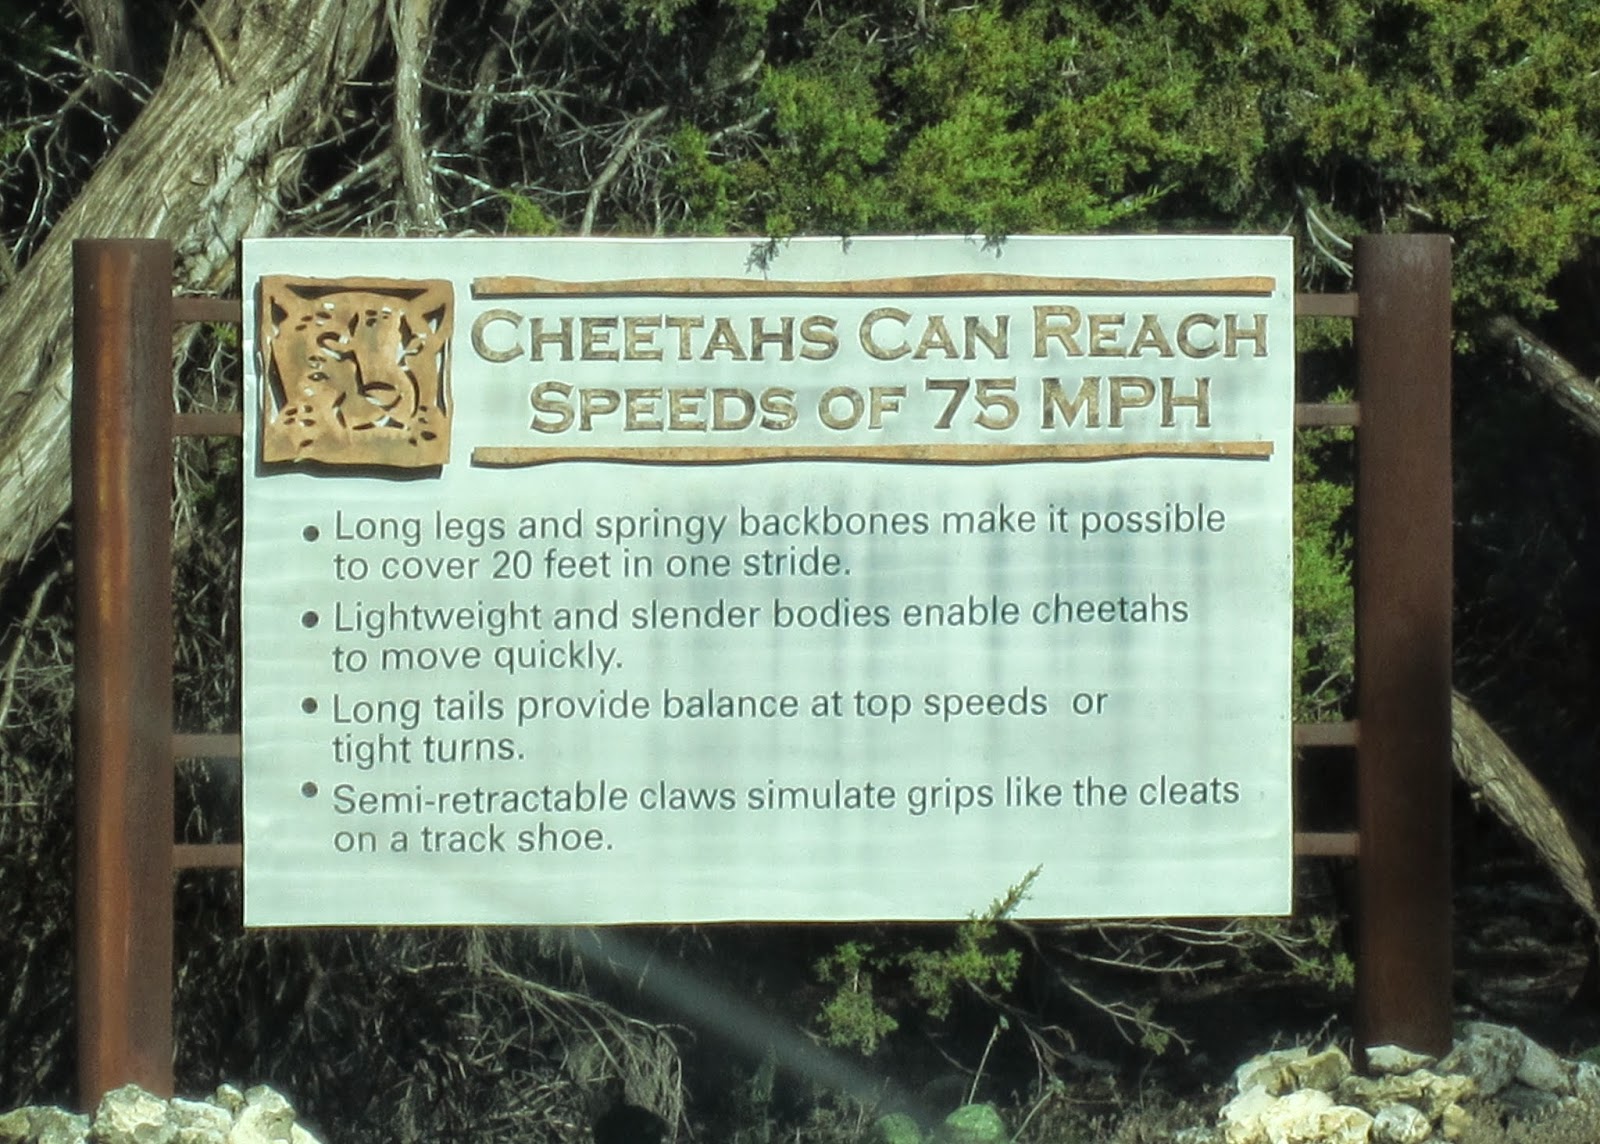 CHEETAHS CAN REACH
SPEEDS OF 75 MPH
• Long legs and springy backbones make it possible
to cover 20 feet in one stride.
• Lightweight and slender bodies enable cheetahs
to move quickly.
• Long tails provide balance at top speeds or
tight turns.
• Semi-retractable claws simulate grips like the cleats
on a track shoe.